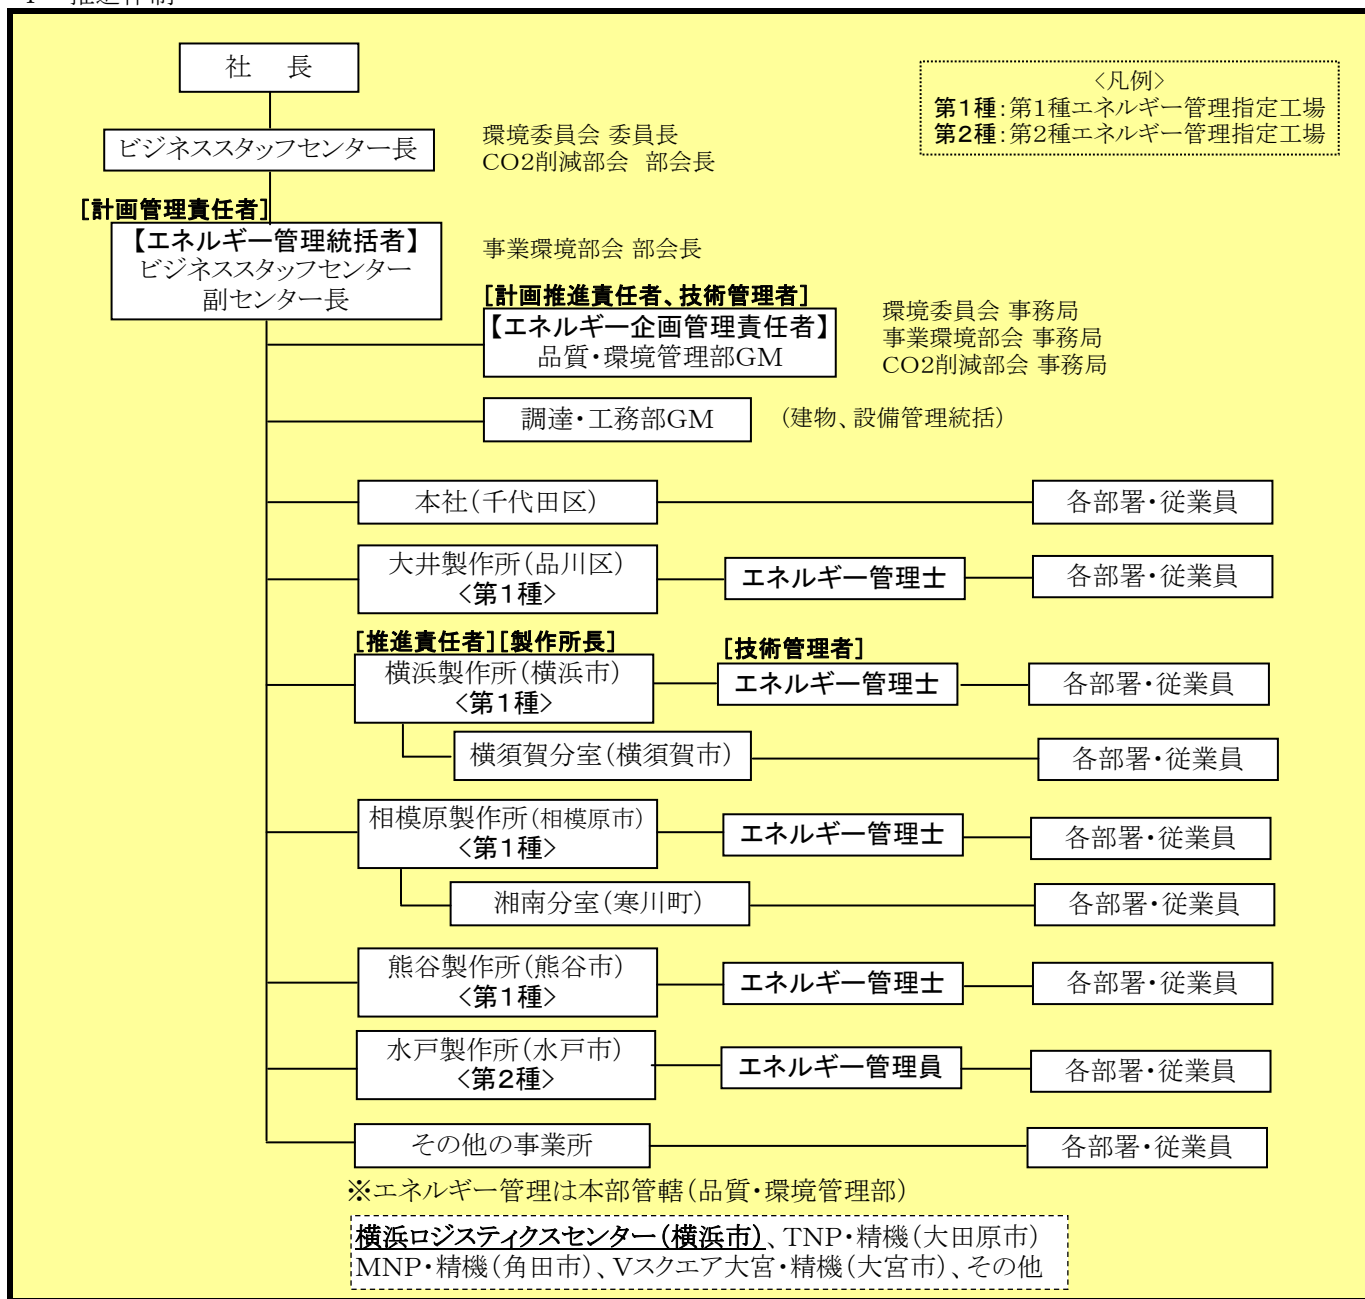 社　長
<凡例>
第1種:第1種エネルギー管理指定工場
第2種:第2種エネルギー管理指定工場
ビジネススタッフセンター長
環境委員会 委員長
CO2削減部会 部会長
[計画管理責任者]
【エネルギー管理統括者】
ビジネススタッフセンター
副センター長
事業環境部会 部会長
[計画推進責任者、技術管理者]
【エネルギー企画管理責任者】
品質・環境管理部GM
環境委員会 事務局
事業環境部会 事務局
CO2削減部会 事務局
調達・工務部GM
(建物、設備管理統括)
本社(千代田区)
各部署・従業員
大井製作所(品川区)
<第1種>
エネルギー管理士
各部署・従業員
[推進責任者][製作所長]
[技術管理者]
横浜製作所(横浜市)
<第1種>
エネルギー管理士
各部署・従業員
横須賀分室(横須賀市)
各部署・従業員
相模原製作所(相模原市)
<第1種>
エネルギー管理士
各部署・従業員
湘南分室(寒川町)
各部署・従業員
熊谷製作所(熊谷市)
<第1種>
エネルギー管理士
各部署・従業員
水戸製作所(水戸市)
<第2種>
エネルギー管理員
各部署・従業員
その他の事業所
各部署・従業員
※エネルギー管理は本部管轄(品質・環境管理部)
横浜ロジスティクスセンター(横浜市)、TNP・精機(大田原市)
MNP・精機(角田市)、Vスクエア大宮・精機(大宮市)、その他